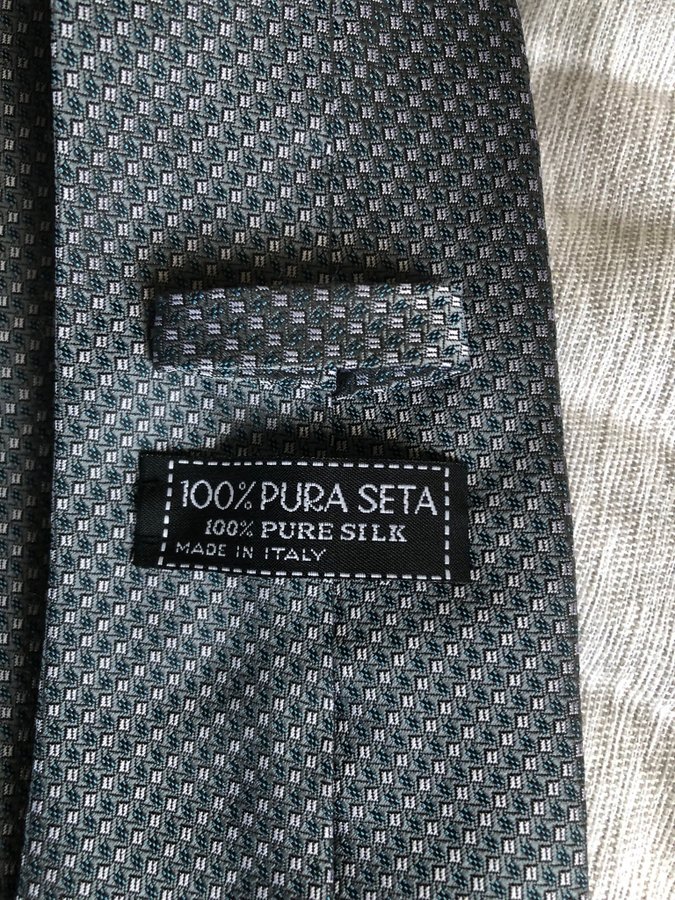 100% PURA SETA
100% PURE SILK
MADE IN ITALY